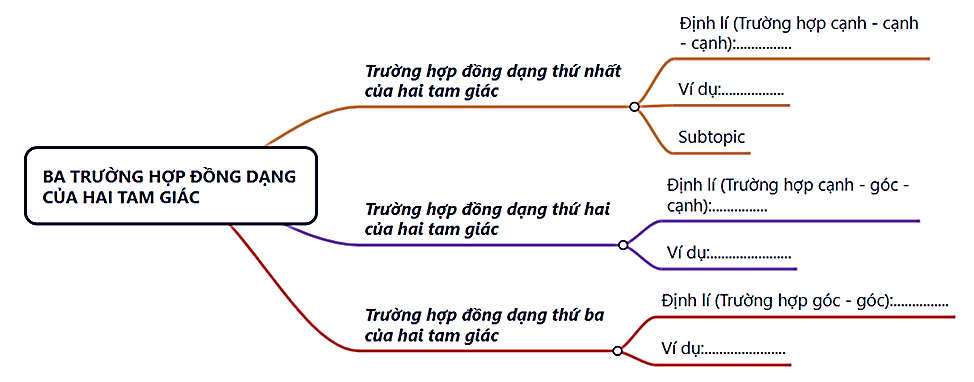 Định lí (Trường hợp cạnh - cạnh
- cạnh):...............
Trường hợp đồng dạng thứ nhất
của hai tam giác
Ví dụ:.................
Subtopic
BA TRƯỜNG HỢP ĐỒNG DẠNG
CỦA HAI TAM GIÁC
Định lí (Trường hợp cạnh - góc -
cạnh):...............
Trường hợp đồng dạng thứ hai
của hai tam giác
Ví dụ:......................
Định lí (Trường hợp góc - góc):...............
Trường hợp đồng dạng thứ ba
của hai tam giác
Ví dụ:......................